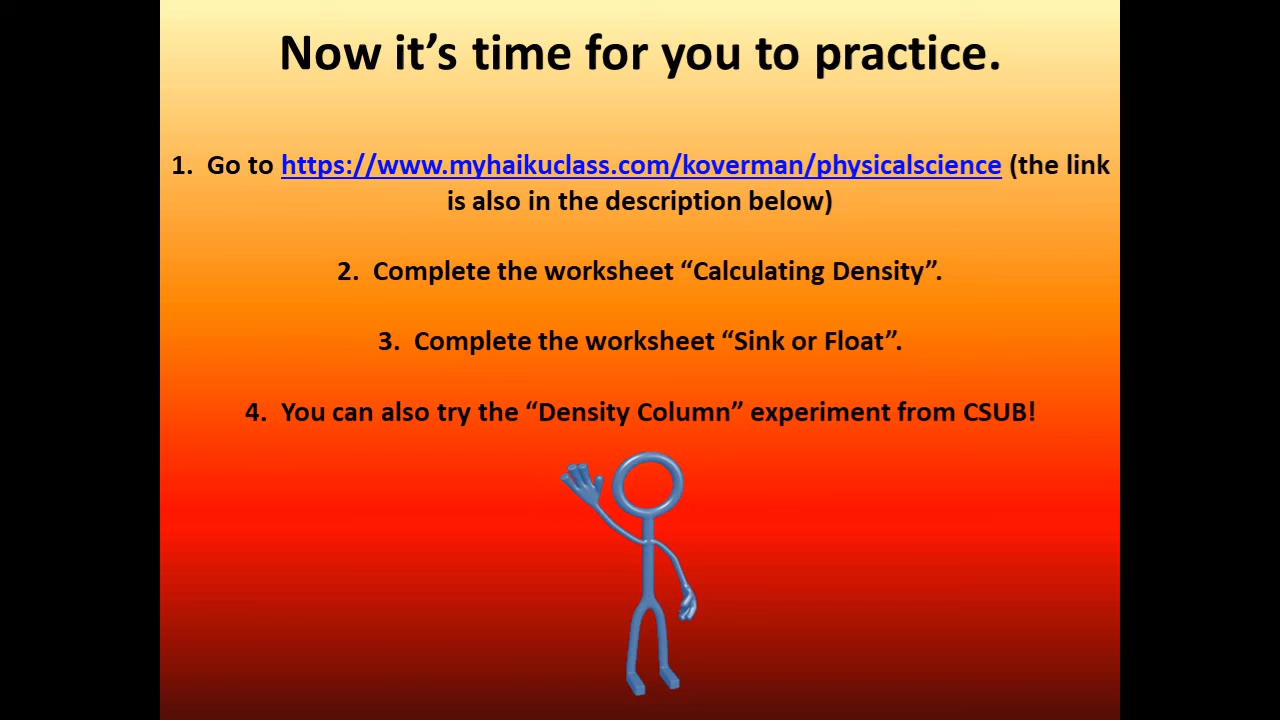 Now it’s time for you to practice.
1. Go to https://www.myhaikuclass.com/koverman/physicalscience (the link
is also in the description below)
2. Complete the worksheet “Calculating Density”.
3. Complete the worksheet “Sink or Float”.
4. You can also try the “Density Column” experiment from CSUB!